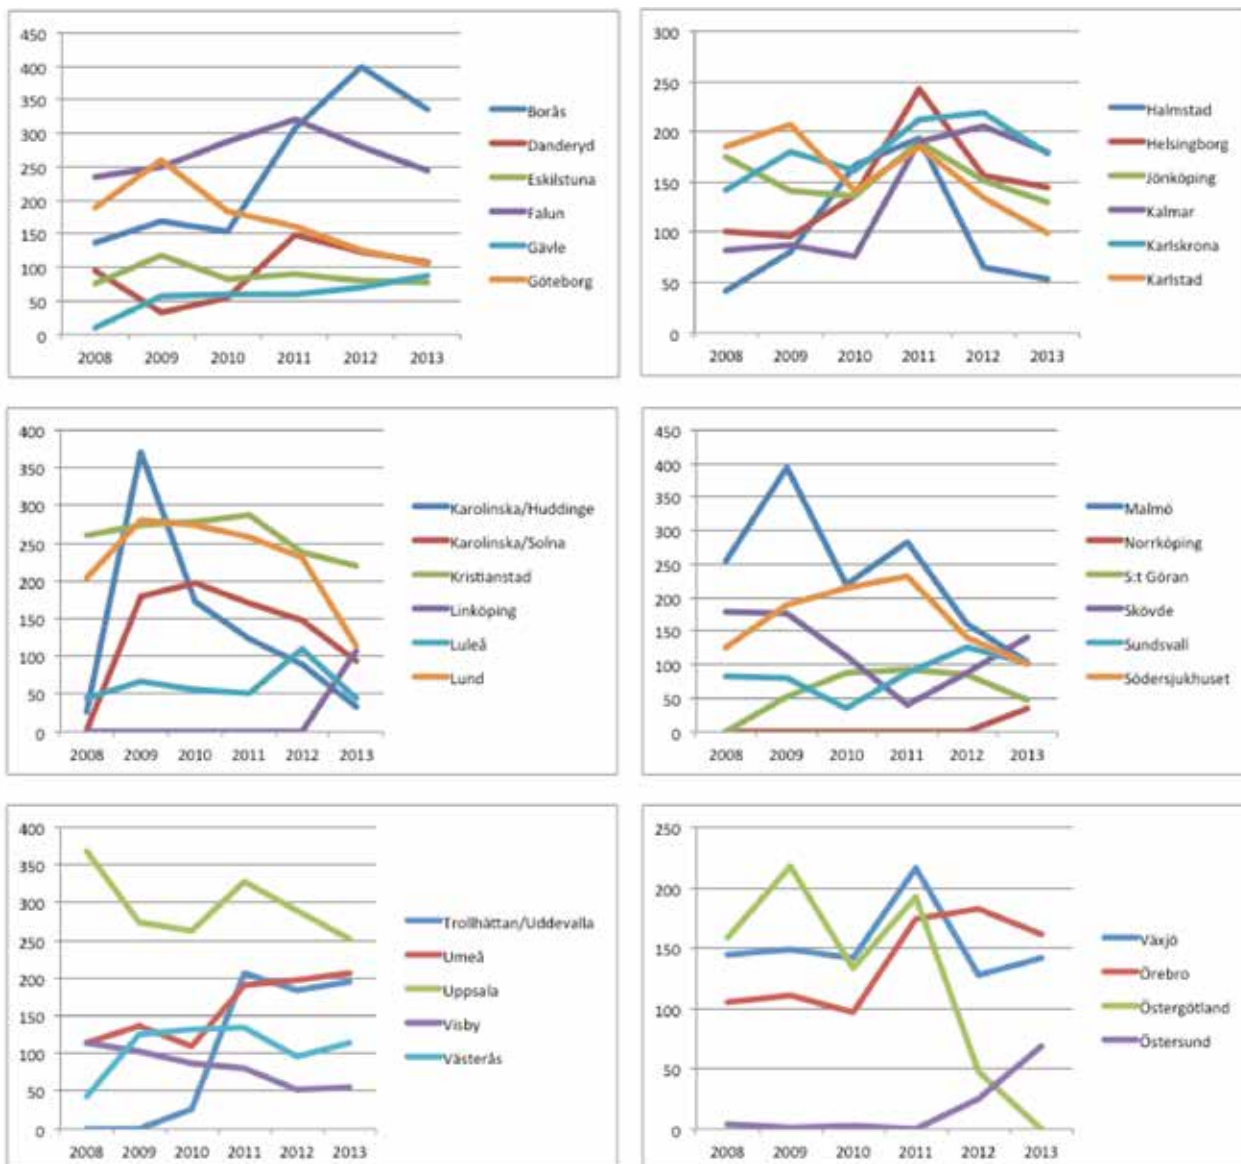 450
400
350
300
250
200
150
100
50
0
2008 2009 2010 2011 2012 2013
Borås
Danderyd
Eskilstuna
Falun
Gävle
Göteborg
300
250
200
150
100
50
0
2008 2009 2010 2011 2012 2013
Halmstad
Helsingborg
Jönköping
Kalmar
Karlskrona
Karlstad
400
350
300
250
200
150
100
50
0
2008 2009 2010 2011 2012 2013
Karolinska/Huddinge
Karolinska/Solna
Kristianstad
Linköping
Luleå
Lund
450
400
350
300
250
200
150
100
50
0
2008 2009 2010 2011 2012 2013
Malmö
Norrköping
S:t Göran
Skövde
Sundsvall
Södersjukhuset
400
350
300
250
200
150
100
50
0
2008 2009 2010 2011 2012 2013
Trollhättan/Uddevalla
Umeå
Uppsala
Visby
Västerås
250
200
150
100
50
0
2008 2009 2010 2011 2012 2013
Växjö
Örebro
Östergötland
Östersund